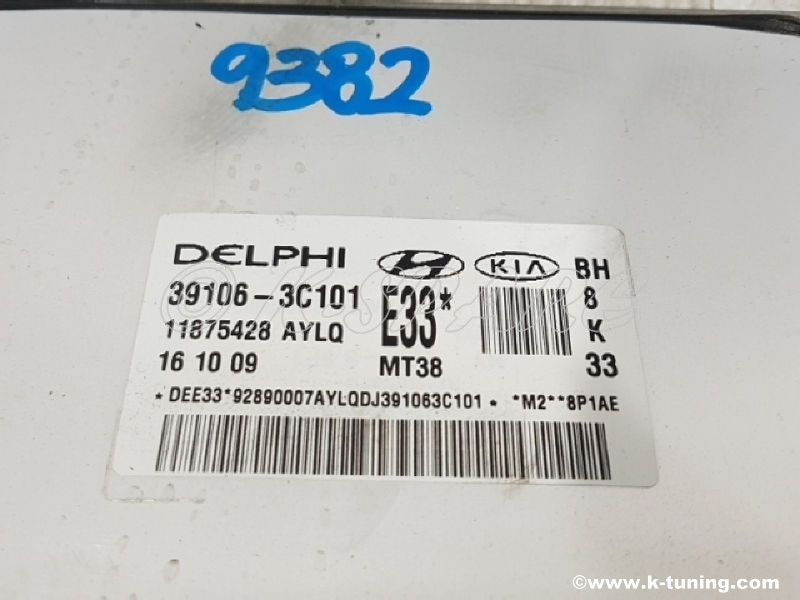 9382
DELPHI KIA BH
39106-3C101 E33* 8
11875428 AYLQ K
16 10 09 MT38 33
* DEE33*92890007AYLQDJ391063C101 * *M2**8P1AE
©www.k-tuning.com